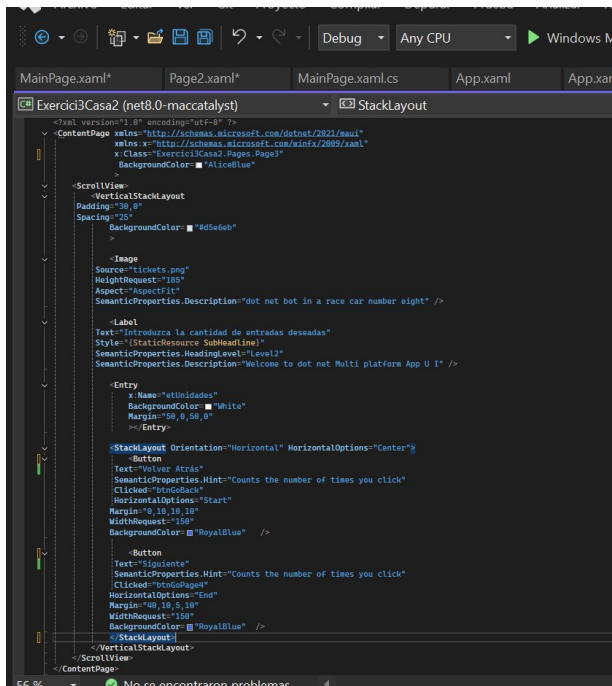 Debug
Any CPU
Windows M
MainPage.xaml*
Page2.xaml*
MainPage.xaml.cs
App.xaml
App.xar
C# Exercici3Casa2 (net8.0-maccatalyst)
StackLayout
<?xml version="1.0" encoding="utf-8" ?>
<ContentPage xmlns="http://schemas.microsoft.com/dotnet/2021/maui"
xmlns:x="http://schemas.microsoft.com/winfx/2009/xaml"
x:Class="Exercici3Casa2.Pages.Page3"
BackgroundColor="AliceBlue"
>
<ScrollView>
<VerticalStackLayout
Padding="30,0"
Spacing="25"
BackgroundColor="#d5e6eb"
>
<Image
Source="tickets.png"
HeightRequest="185"
Aspect="AspectFit"
SemanticProperties.Description="dot net bot in a race car number eight" />
<Label
Text="Introduzca la cantidad de entradas deseadas"
Style="{StaticResource SubHeadline}"
SemanticProperties.HeadingLevel="Level2"
SemanticProperties.Description="Welcome to dot net Multi platform App U I" />
<Entry
x:Name="etUnidades"
BackgroundColor="White"
Margin="50,0,50,0"
></Entry>
<StackLayout Orientation="Horizontal" HorizontalOptions="Center">
<Button
Text="Volver Atrás"
SemanticProperties.Hint="Counts the number of times you click"
Clicked="btnGoBack"
HorizontalOptions="Start"
Margin="0,10,10,10"
WidthRequest="150"
BackgroundColor="RoyalBlue" />
<Button
Text="Siguiente"
SemanticProperties.Hint="Counts the number of times you click"
Clicked="btnGoPage4"
HorizontalOptions="End"
Margin="40,10,5,10"
WidthRequest="150"
BackgroundColor="RoyalBlue" />
</StackLayout>
</VerticalStackLayout>
</ScrollView>
</ContentPage>
56 %
No se encontraron problemas